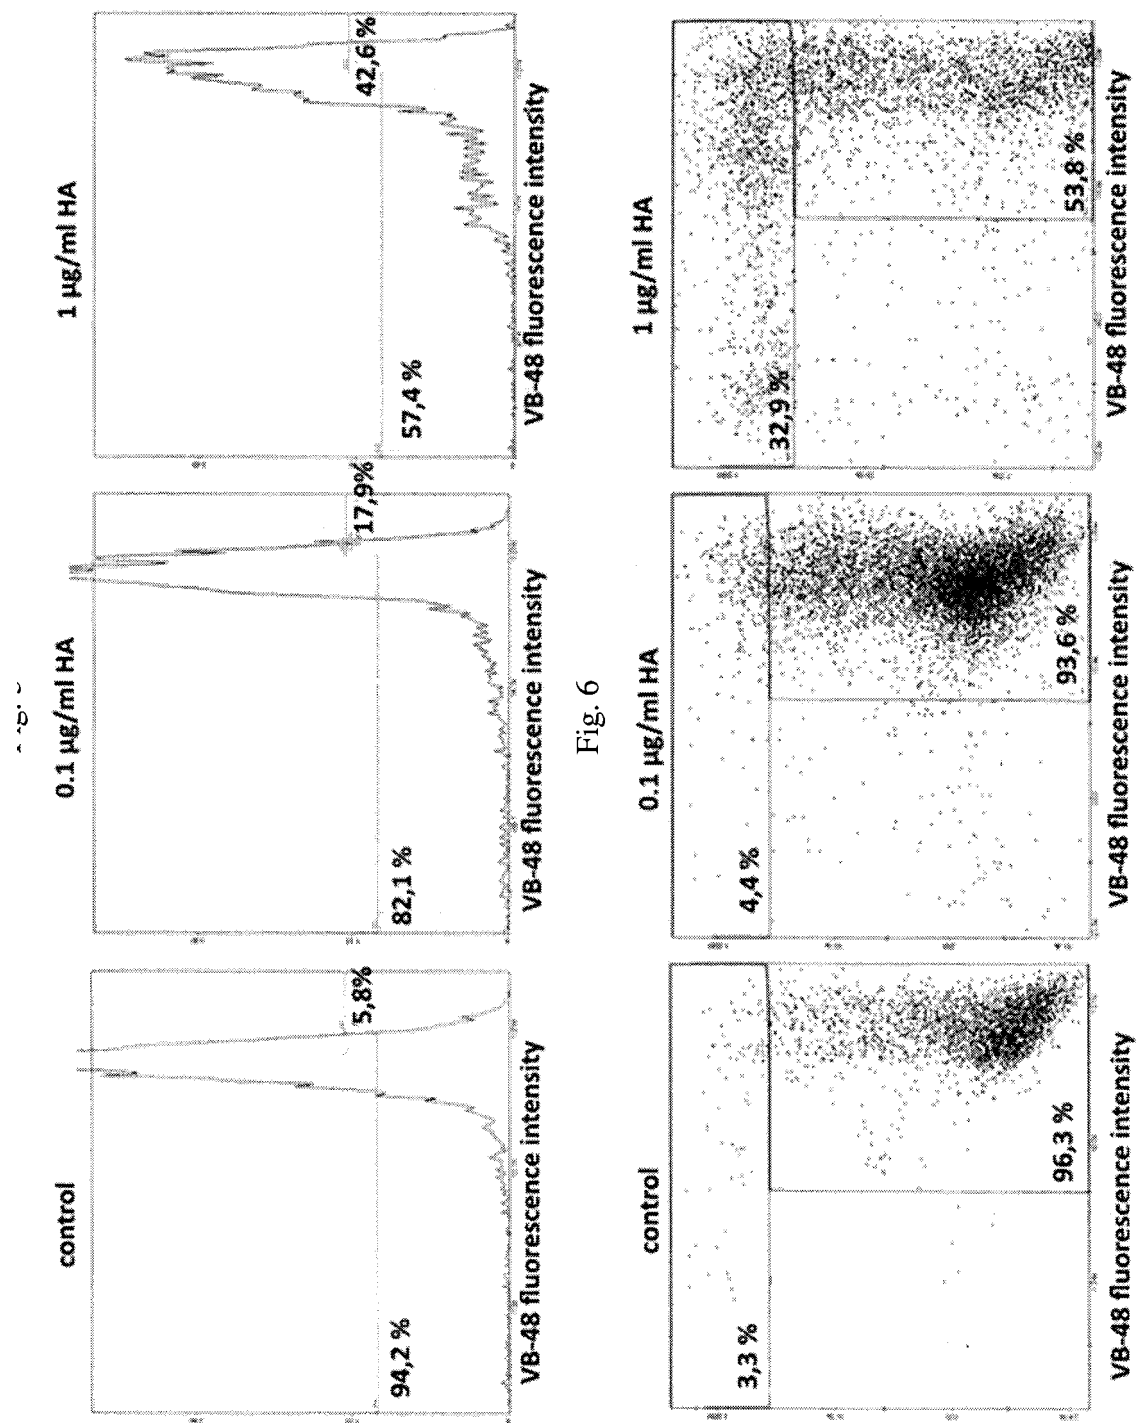 control
94,2 %
5,8%
VB-48 fluorescence intensity
0.1 µg/ml HA
82,1 %
17,9%
VB-48 fluorescence intensity
1 µg/ml HA
57,4 %
42,6 %
VB-48 fluorescence intensity
Fig. 6
control
3,3 %
96,3 %
VB-48 fluorescence intensity
0.1 µg/ml HA
4,4 %
93,6 %
VB-48 fluorescence intensity
1 µg/ml HA
32,9 %
53,8 %
VB-48 fluorescence intensity